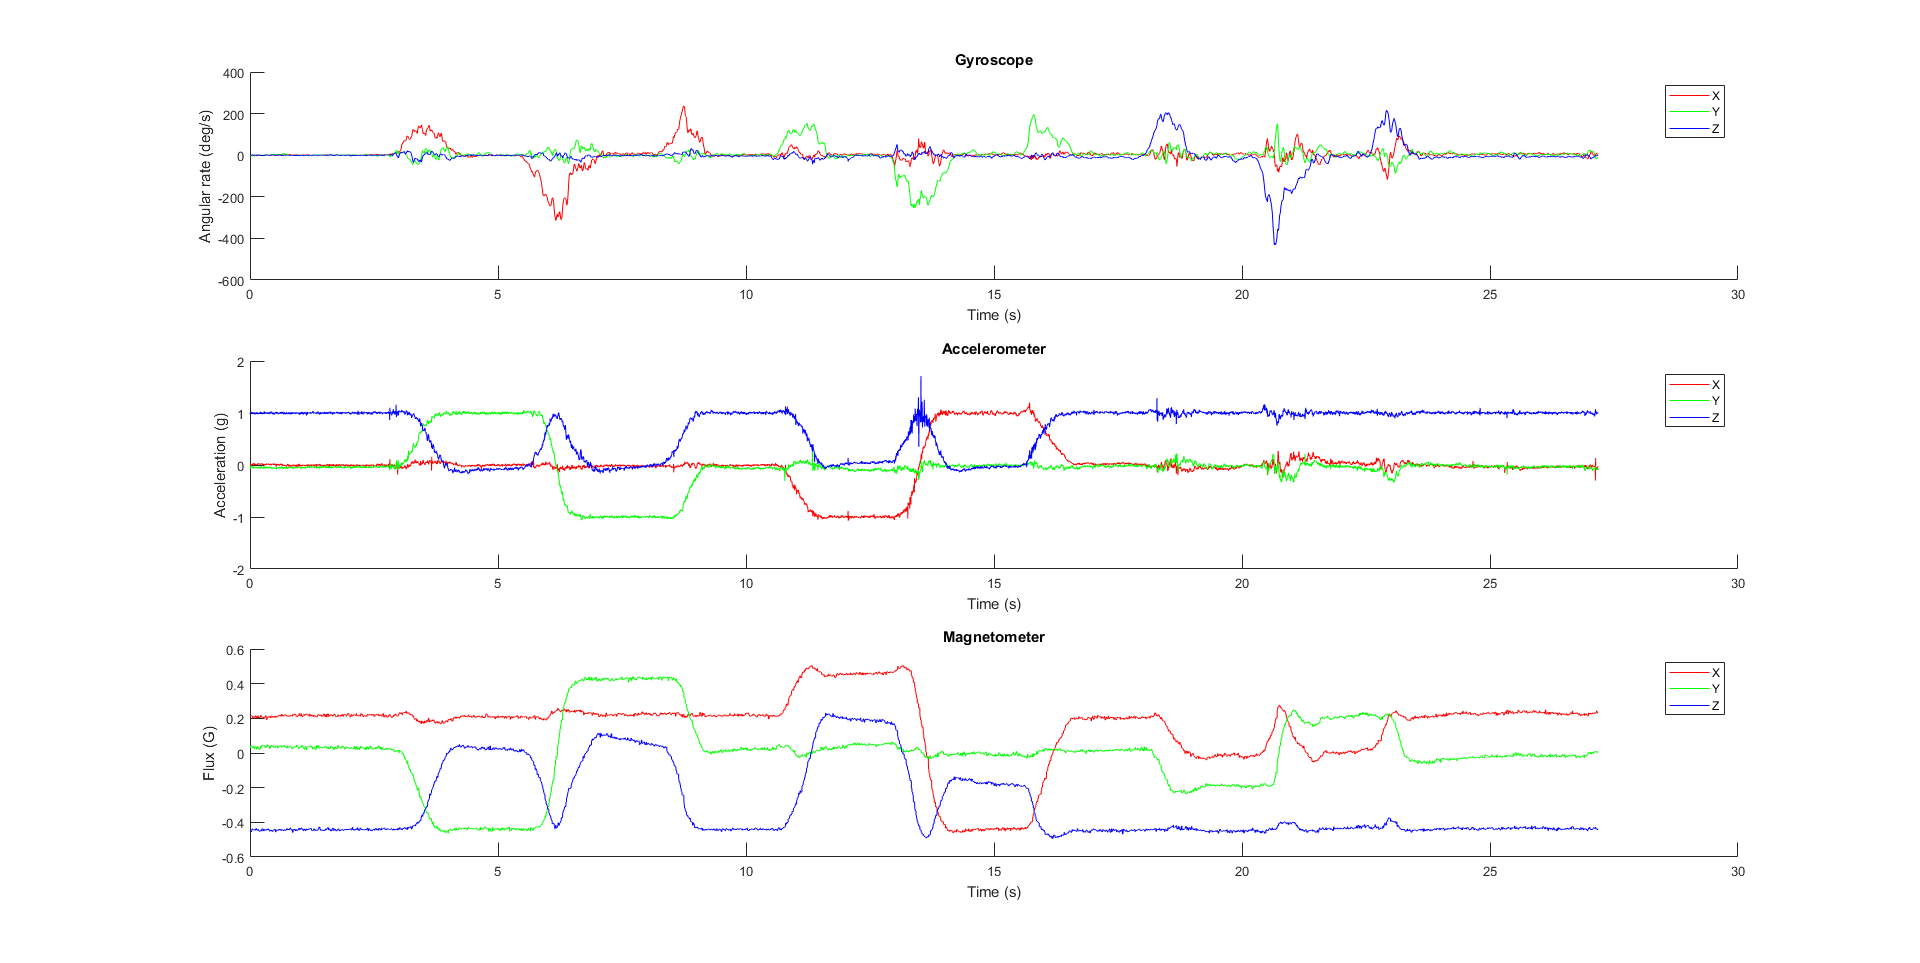 Gyroscope
Angular rate (deg/s)
400
200
0
-200
-400
-600
0 5 10 15 20 25 30
Time (s)
X
Y
Z
Accelerometer
Acceleration (g)
2
1
0
-1
-2
0 5 10 15 20 25 30
Time (s)
X
Y
Z
Magnetometer
Flux (G)
0.6
0.4
0.2
0
-0.2
-0.4
-0.6
0 5 10 15 20 25 30
Time (s)
X
Y
Z